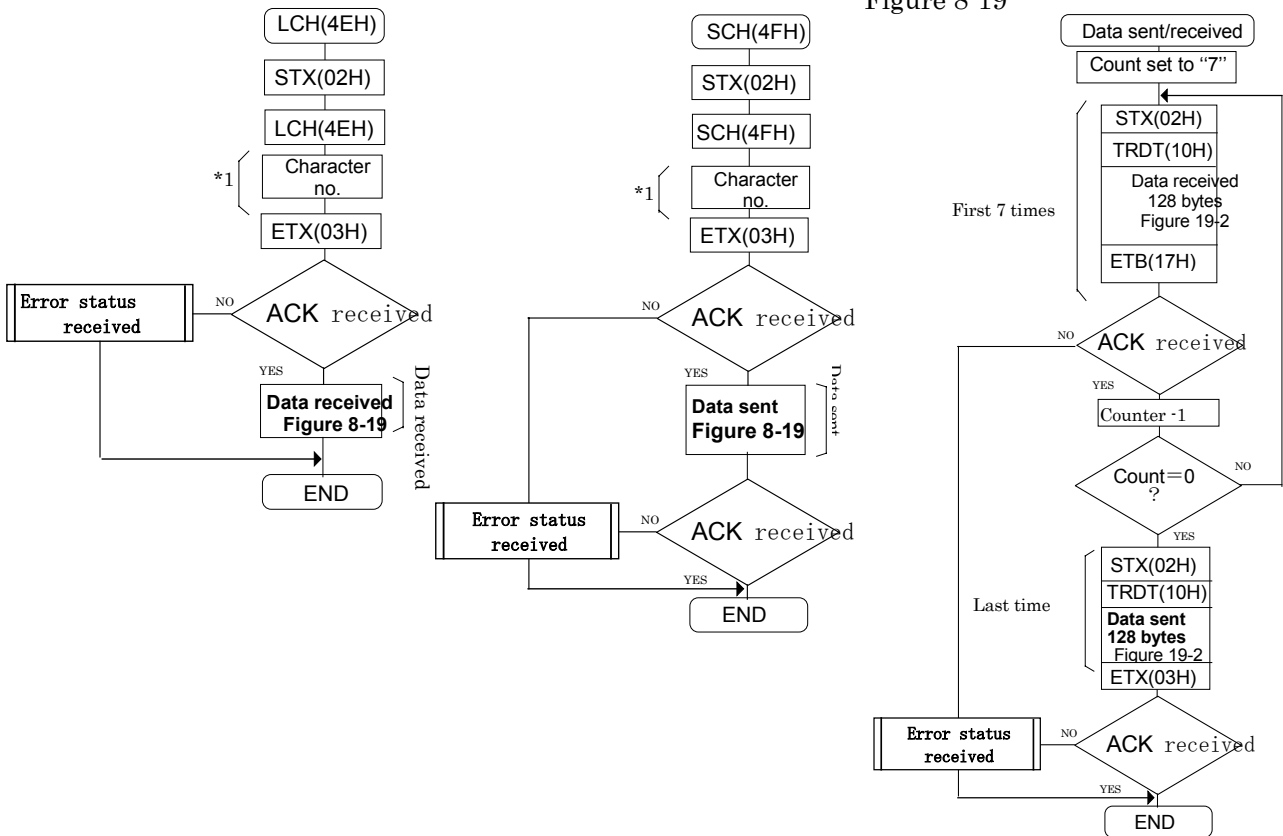 Figure 8-19
LCH(4EH)
STX(02H)
LCH(4EH)
*1
Character
no.
ETX(03H)
Error status
received
NO
ACK received
YES
Data received
Figure 8-19
Data received
END
SCH(4FH)
STX(02H)
SCH(4FH)
*1
Character
no.
ETX(03H)
NO
ACK received
YES
Data sent
Figure 8-19
Data sent
Error status
received
NO
ACK received
YES
END
Data sent/received
Count set to “7”
STX(02H)
TRDT(10H)
Data received
128 bytes
Figure 19-2
First 7 times
ETB(17H)
NO
ACK received
YES
Counter -1
Count=0
?
NO
YES
STX(02H)
TRDT(10H)
Last time
Data sent
128 bytes
Figure 19-2
ETX(03H)
Error status
received
NO
ACK received
YES
END